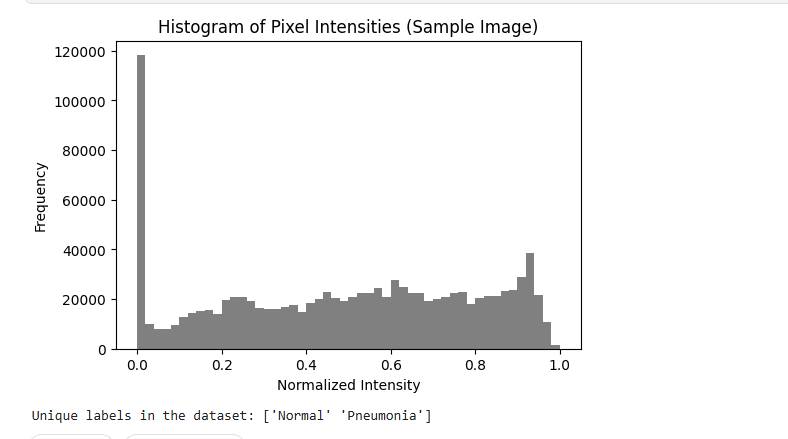 Histogram of Pixel Intensities (Sample Image)
120000
100000
80000
60000
40000
20000
0
Frequency
0.0 0.2 0.4 0.6 0.8 1.0
Normalized Intensity
Unique labels in the dataset: ['Normal' 'Pneumonia']